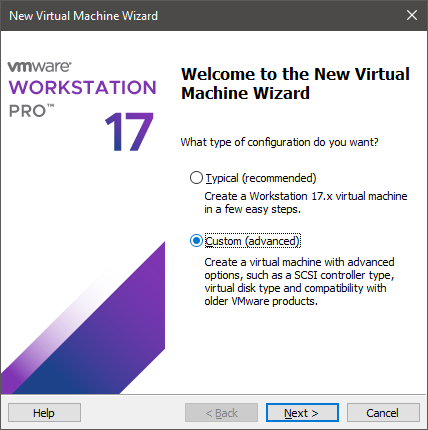 New Virtual Machine Wizard
vmware®
WORKSTATION
PRO™
17
Welcome to the New Virtual
Machine Wizard
What type of configuration do you want?
Typical (recommended)
Create a Workstation 17.x virtual machine
in a few easy steps.
Custom (advanced)
Create a virtual machine with advanced
options, such as a SCSI controller type,
virtual disk type and compatibility with
older VMware products.
Help
< Back
Next >
Cancel